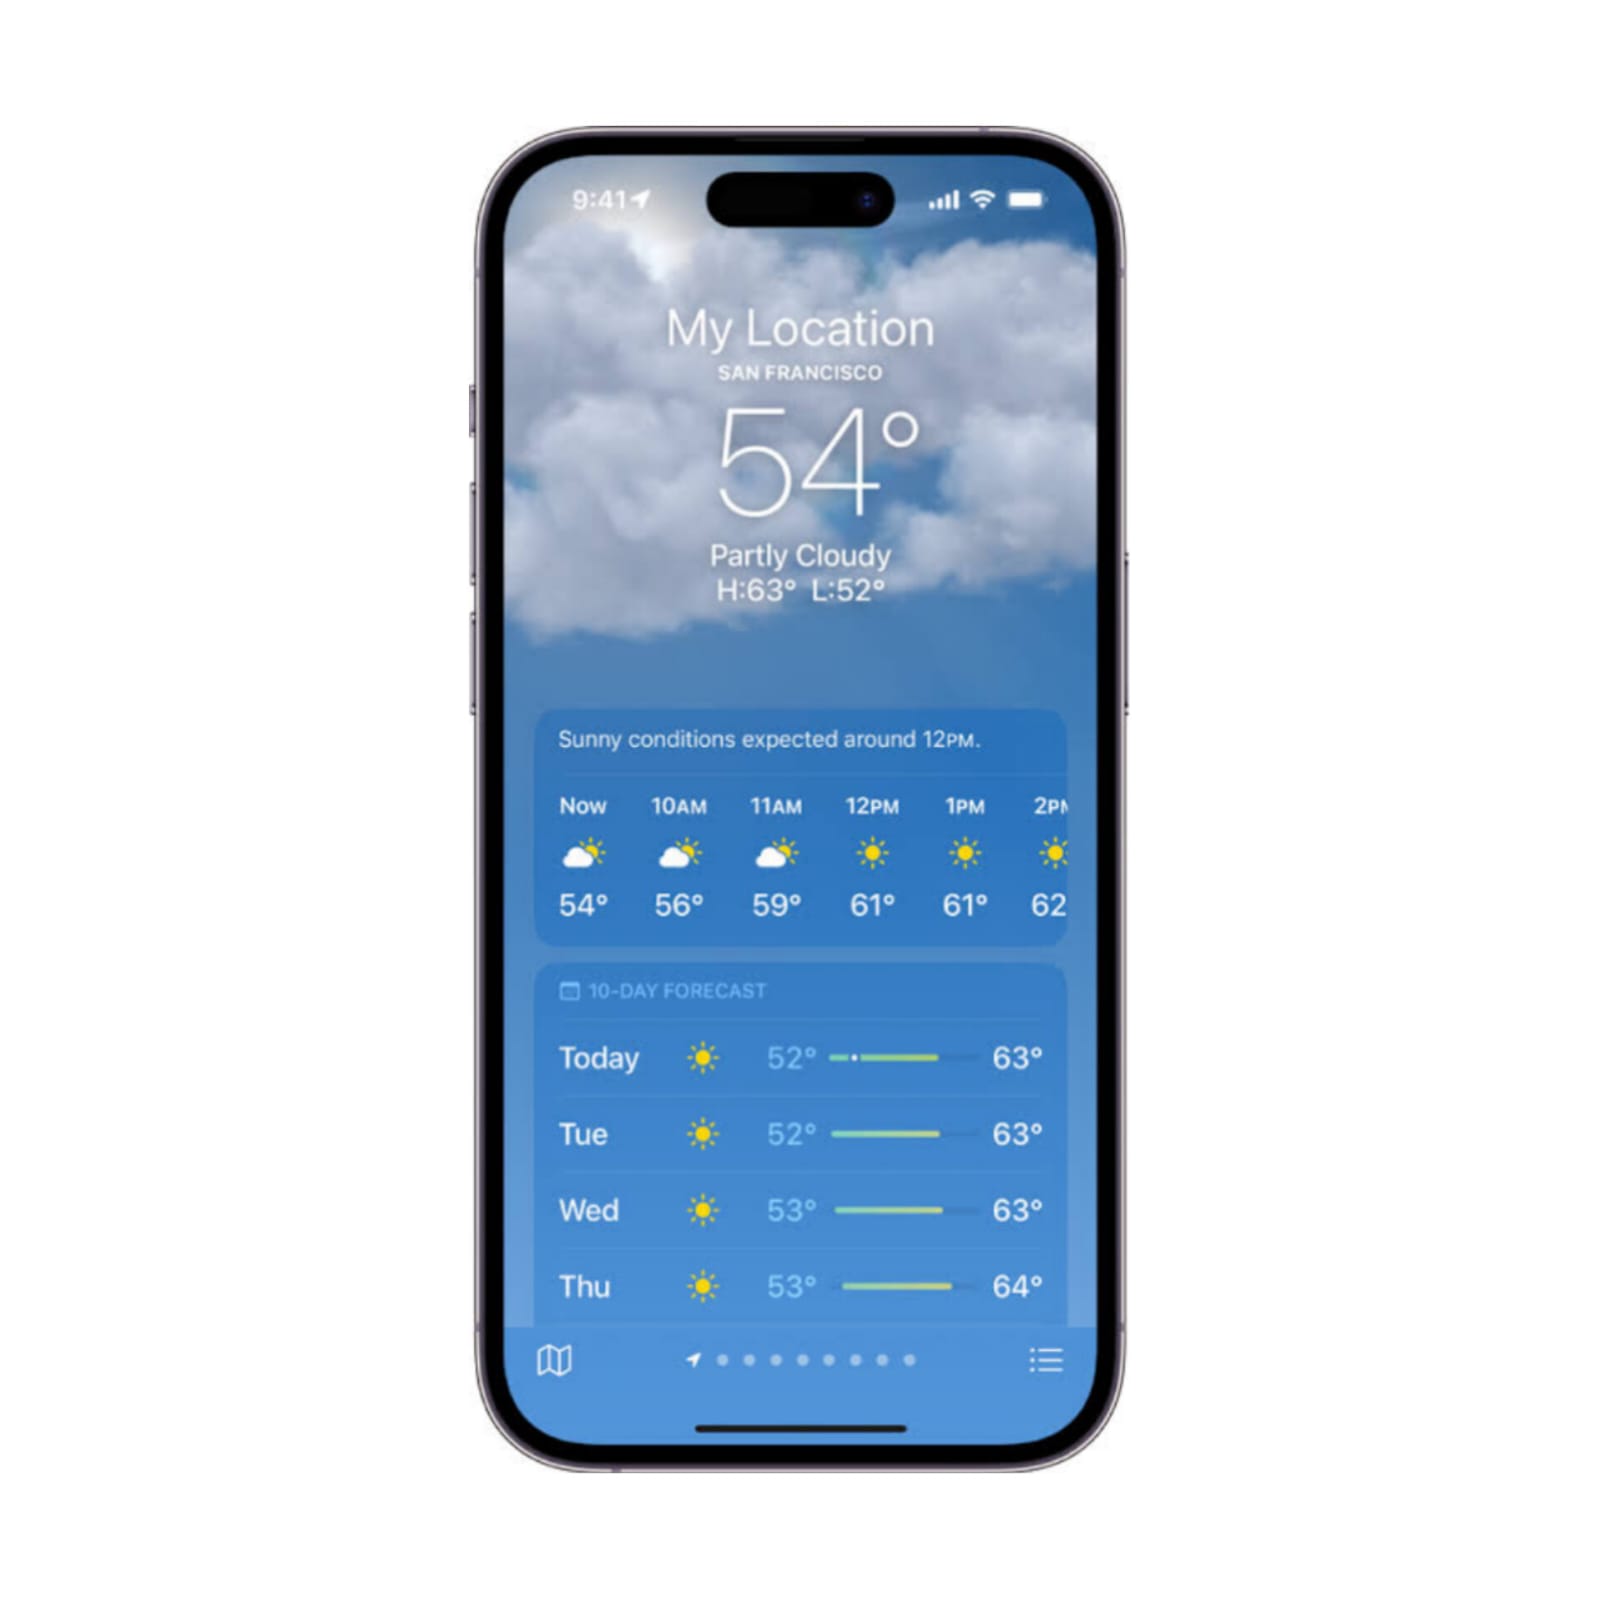 9:41
My Location
SAN FRANCISCO
54°
Partly Cloudy
H:63° L:52°
Sunny conditions expected around 12PM.
Now 10AM 11AM 12PM 1PM 2PM
54° 56° 59° 61° 61° 62
10-DAY FORECAST
Today 52° 63°
Tue 52° 63°
Wed 53° 63°
Thu 53° 64°